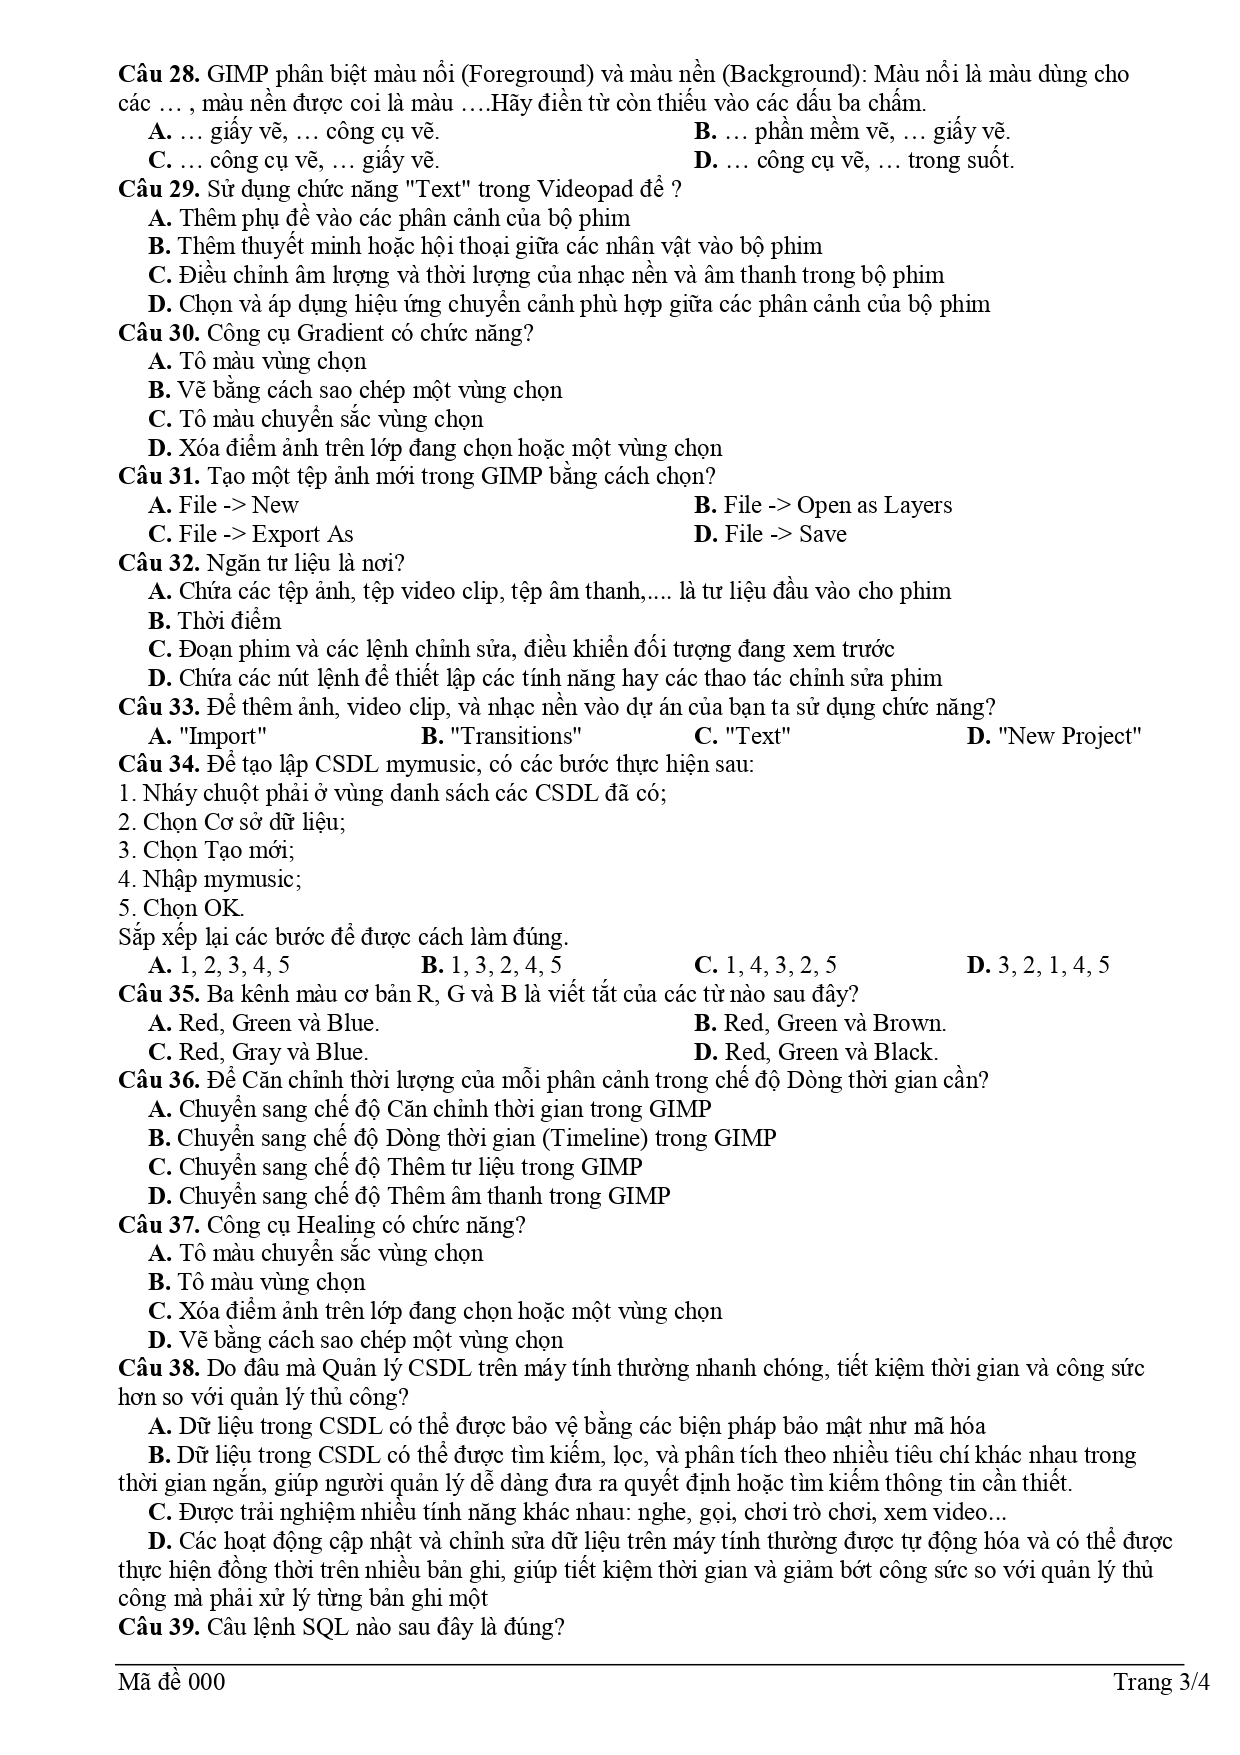 Câu 28. GIMP phân biệt màu nổi (Foreground) và màu nền (Background): Màu nổi là màu dùng cho
các … , màu nền được coi là màu ….Hãy điền từ còn thiếu vào các dấu ba chấm.
A. … giấy vẽ, … công cụ vẽ. B. … phần mềm vẽ, … giấy vẽ.
C. … công cụ vẽ, … giấy vẽ. D. … công cụ vẽ, … trong suốt.
Câu 29. Sử dụng chức năng "Text" trong Videopad để ?
A. Thêm phụ đề vào các phân cảnh của bộ phim
B. Thêm thuyết minh hoặc hội thoại giữa các nhân vật vào bộ phim
C. Điều chỉnh âm lượng và thời lượng của nhạc nền và âm thanh trong bộ phim
D. Chọn và áp dụng hiệu ứng chuyển cảnh phù hợp giữa các phân cảnh của bộ phim
Câu 30. Công cụ Gradient có chức năng?
A. Tô màu vùng chọn
B. Vẽ bằng cách sao chép một vùng chọn
C. Tô màu chuyển sắc vùng chọn
D. Xóa điểm ảnh trên lớp đang chọn hoặc một vùng chọn
Câu 31. Tạo một tệp ảnh mới trong GIMP bằng cách chọn?
A. File -> New B. File -> Open as Layers
C. File -> Export As D. File -> Save
Câu 32. Ngăn tư liệu là nơi?
A. Chứa các tệp ảnh, tệp video clip, tệp âm thanh,.... là tư liệu đầu vào cho phim
B. Thời điểm
C. Đoạn phim và các lệnh chỉnh sửa, điều khiển đối tượng đang xem trước
D. Chứa các nút lệnh để thiết lập các tính năng hay các thao tác chỉnh sửa phim
Câu 33. Để thêm ảnh, video clip, và nhạc nền vào dự án của bạn ta sử dụng chức năng?
A. "Import" B. "Transitions" C. "Text" D. "New Project"
Câu 34. Để tạo lập CSDL mymusic, có các bước thực hiện sau:
1. Nháy chuột phải ở vùng danh sách các CSDL đã có;
2. Chọn Cơ sở dữ liệu;
3. Chọn Tạo mới;
4. Nhập mymusic;
5. Chọn OK.
Sắp xếp lại các bước để được cách làm đúng.
A. 1, 2, 3, 4, 5 B. 1, 3, 2, 4, 5 C. 1, 4, 3, 2, 5 D. 3, 2, 1, 4, 5
Câu 35. Ba kênh màu cơ bản R, G và B là viết tắt của các từ nào sau đây?
A. Red, Green và Blue. B. Red, Green và Brown.
C. Red, Gray và Blue. D. Red, Green và Black.
Câu 36. Để Căn chỉnh thời lượng của mỗi phân cảnh trong chế độ Dòng thời gian cần?
A. Chuyển sang chế độ Căn chỉnh thời gian trong GIMP
B. Chuyển sang chế độ Dòng thời gian (Timeline) trong GIMP
C. Chuyển sang chế độ Thêm tư liệu trong GIMP
D. Chuyển sang chế độ Thêm âm thanh trong GIMP
Câu 37. Công cụ Healing có chức năng?
A. Tô màu chuyển sắc vùng chọn
B. Tô màu vùng chọn
C. Xóa điểm ảnh trên lớp đang chọn hoặc một vùng chọn
D. Vẽ bằng cách sao chép một vùng chọn
Câu 38. Do đâu mà Quản lý CSDL trên máy tính thường nhanh chóng, tiết kiệm thời gian và công sức
hơn so với quản lý thủ công?
A. Dữ liệu trong CSDL có thể được bảo vệ bằng các biện pháp bảo mật như mã hóa
B. Dữ liệu trong CSDL có thể được tìm kiếm, lọc, và phân tích theo nhiều tiêu chí khác nhau trong
thời gian ngắn, giúp người quản lý dễ dàng đưa ra quyết định hoặc tìm kiếm thông tin cần thiết.
C. Được trải nghiệm nhiều tính năng khác nhau: nghe, gọi, chơi trò chơi, xem video...
D. Các hoạt động cập nhật và chỉnh sửa dữ liệu trên máy tính thường được tự động hóa và có thể được
thực hiện đồng thời trên nhiều bản ghi, giúp tiết kiệm thời gian và giảm bớt công sức so với quản lý thủ
công mà phải xử lý từng bản ghi một
Câu 39. Câu lệnh SQL nào sau đây là đúng?
Mã đề 000 Trang 3/4